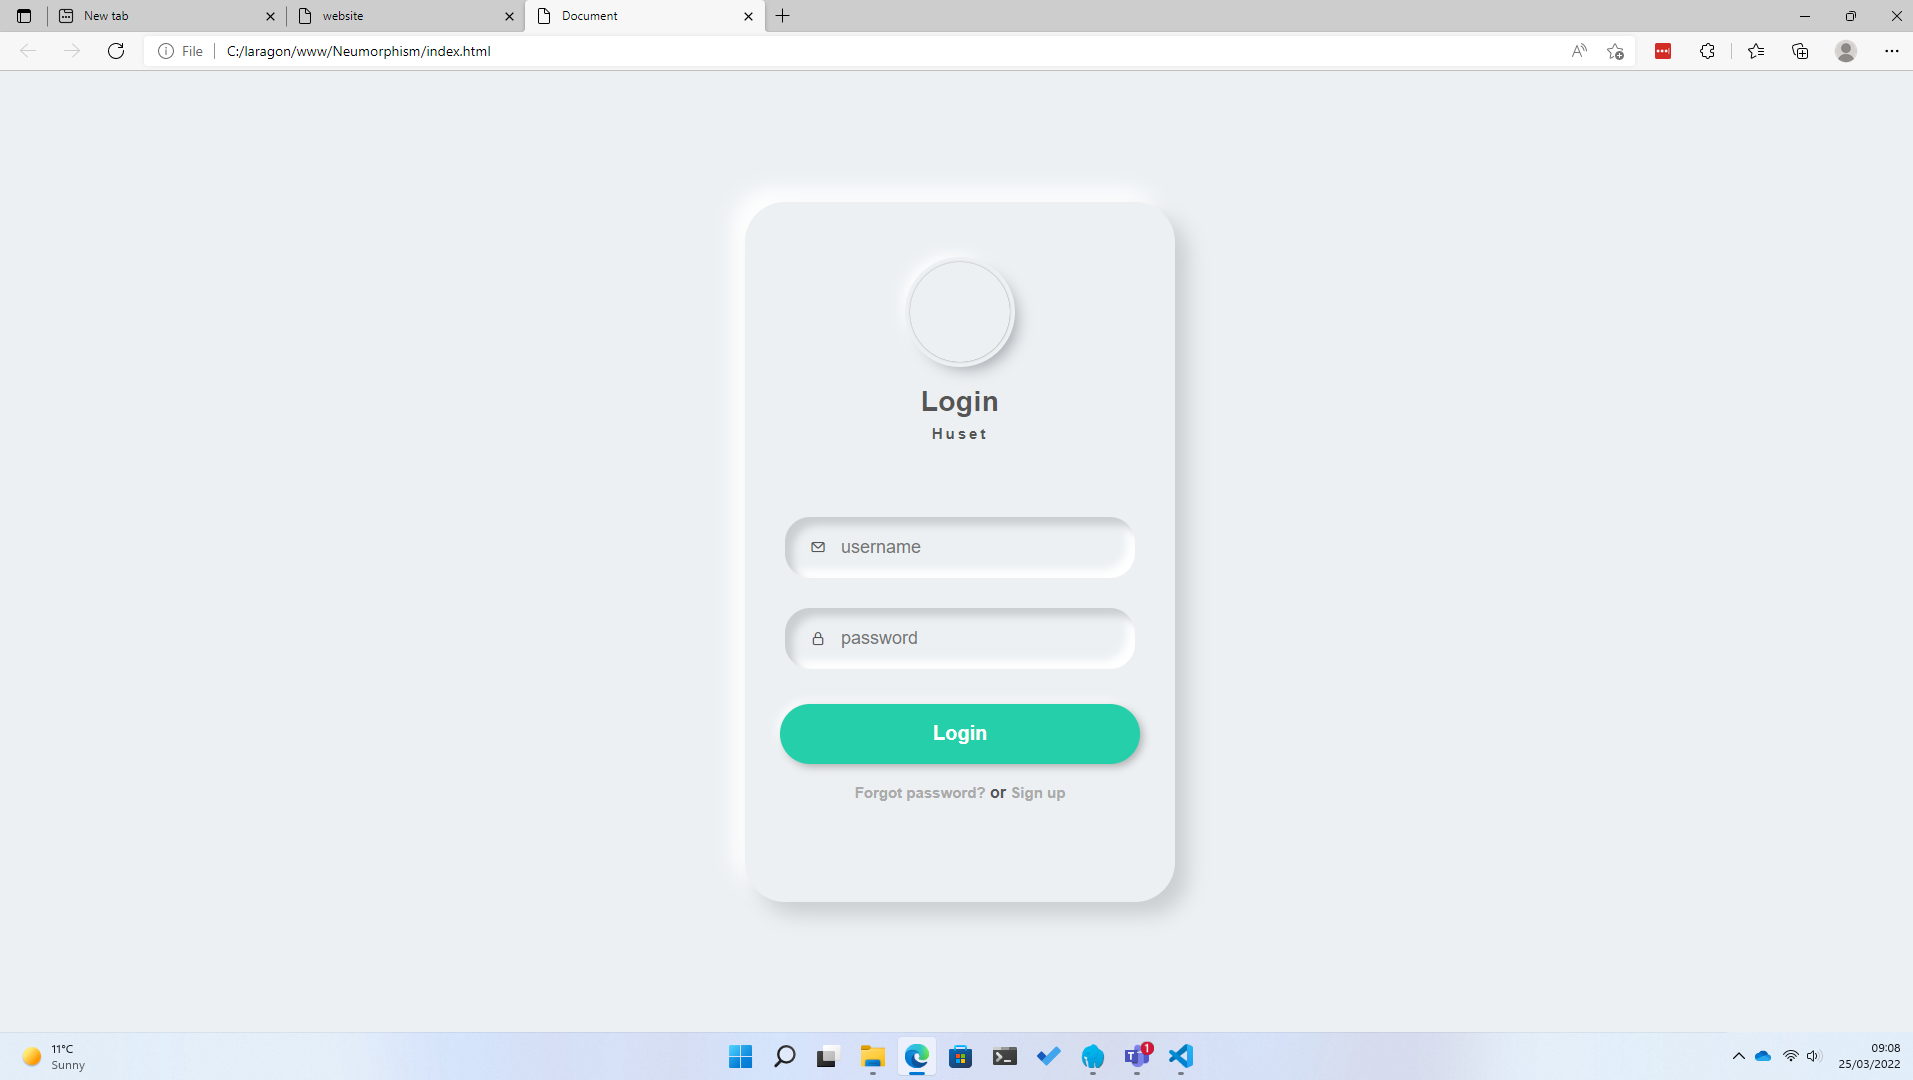 New tab
website
Document
File
C:/laragon/www/Neumorphism/index.html
Login
Huset
username
password
Login
Forgot password? or Sign up
11°C
Sunny
1
09:08
25/03/2022